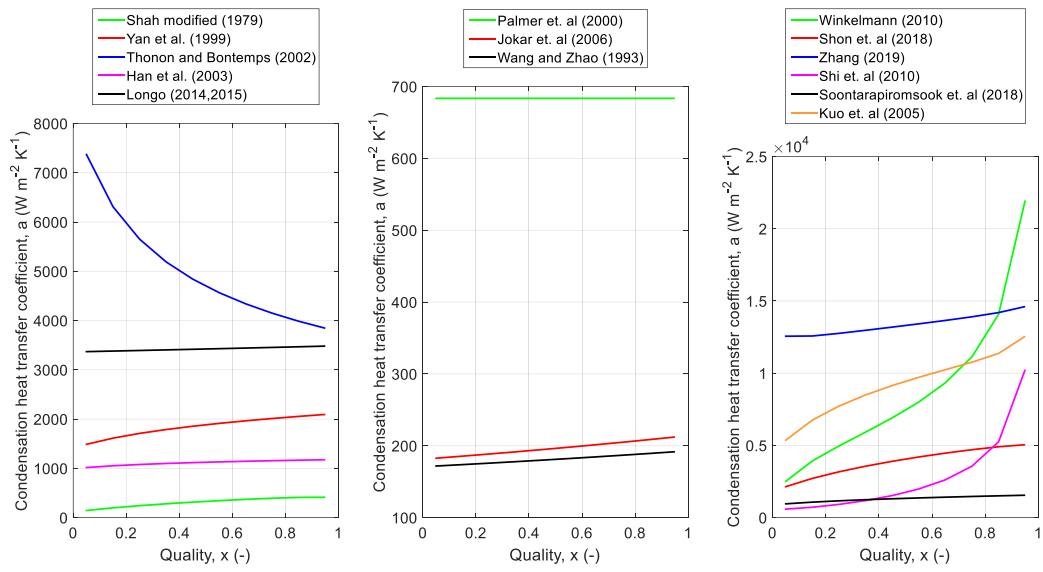 Shah modified (1979)
Yan et al. (1999)
Thonon and Bontemps (2002)
Han et al. (2003)
Longo (2014,2015)
Condensation heat transfer coefficient, a (W m⁻² K⁻¹)
8000
7000
6000
5000
4000
3000
2000
1000
0
0
0.2
0.4
0.6
0.8
1
Quality, x (-)
Palmer et. al (2000)
Jokar et. al (2006)
Wang and Zhao (1993)
Condensation heat transfer coefficient, a (W m⁻² K⁻¹)
700
600
500
400
300
200
100
0
0.2
0.4
0.6
0.8
1
Quality, x (-)
Winkelmann (2010)
Shon et. al (2018)
Zhang (2019)
Shi et. al (2010)
Soontarapiromsook et. al (2018)
Kuo et. al (2005)
Condensation heat transfer coefficient, a (W m⁻² K⁻¹)
×10⁴
2.5
2
1.5
1
0.5
0
0
0.2
0.4
0.6
0.8
1
Quality, x (-)